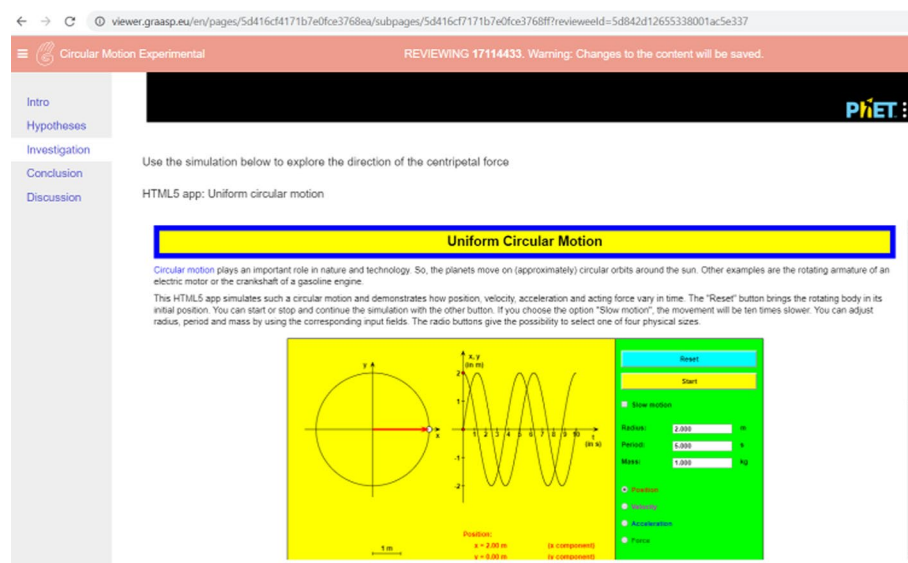 viewer.graasp.eu/en/pages/5d416cf4171b7e0fce3768ea/subpages/5d416cf7171b7e0fce3768ff?revieweeId=5d842d12655338001ac5e337
Circular Motion Experimental
REVIEWING 17114433. Warning: Changes to the content will be saved.
Intro
Hypotheses
Investigation
Conclusion
Discussion
PhET
Use the simulation below to explore the direction of the centripetal force
HTML5 app: Uniform circular motion
Uniform Circular Motion
Circular motion plays an important role in nature and technology. So, the planets move on (approximately) circular orbits around the sun. Other examples are the rotating armature of an
electric motor or the crankshaft of a gasoline engine.
This HTML5 app simulates such a circular motion and demonstrates how position, velocity, acceleration and acting force vary in time. The "Reset" button brings the rotating body in its
initial position. You can start or stop and continue the simulation with the other button. If you choose the option "Slow motion", the movement will be ten times slower. You can adjust
radius, period and mass by using the corresponding input fields. The radio buttons give the possibility to select one of four physical sizes.
y
x
1 m
x, y
(in m)
2
1
-1
-2
1 2 3 4 5 6 7 8 9 10
t
(in s)
Position:
x = 2.00 m (x component)
y = 0.00 m (y component)
Reset
Start
Slow motion
Radius: 2.000 m
Period: 5.000 s
Mass: 1.000 kg
Position
Velocity
Acceleration
Force